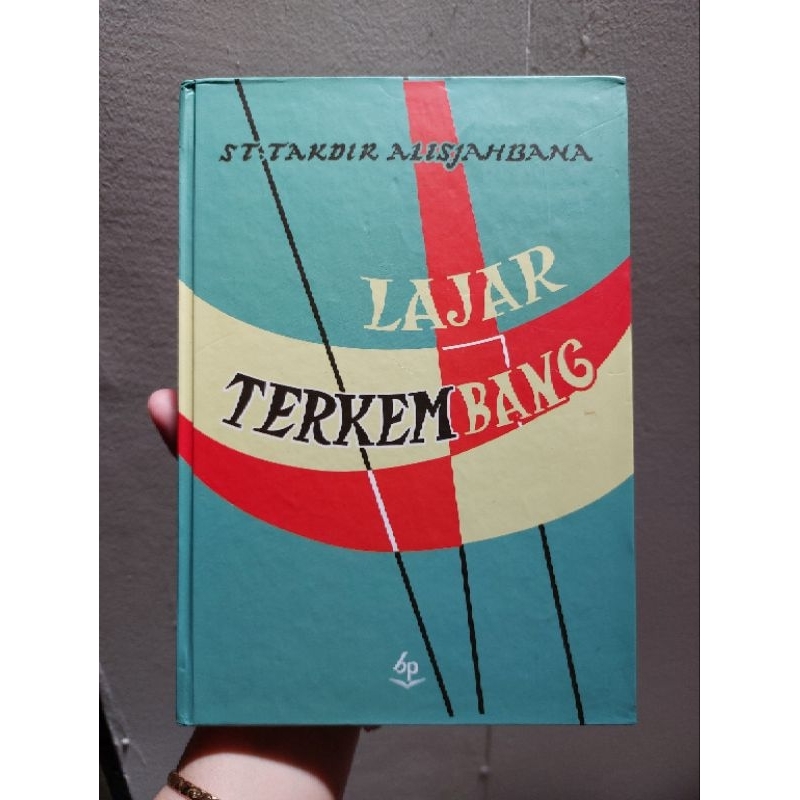 ST. TAKDIR ALISJAHBANA
LAJAR
TERKEMBANG
bp